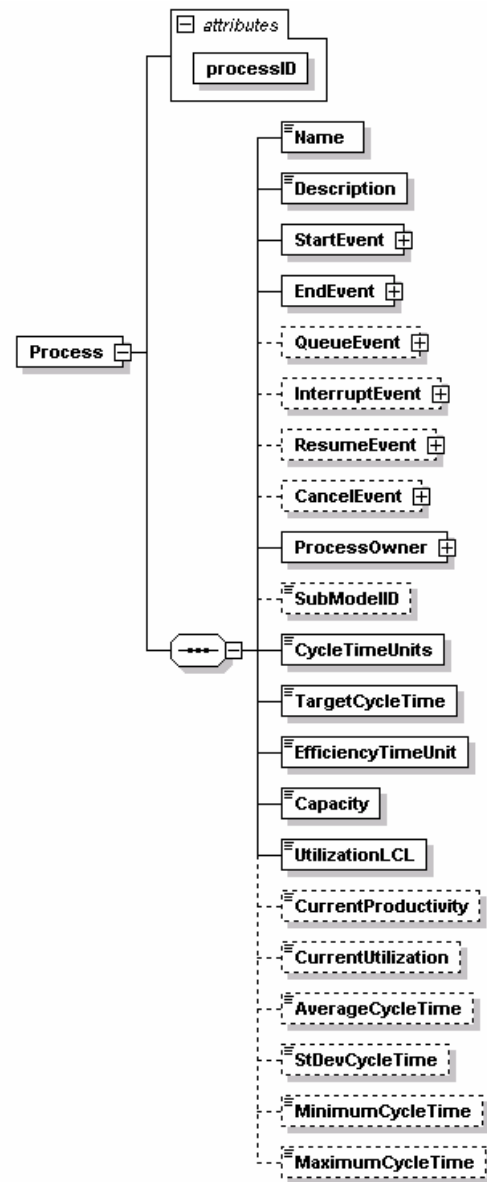 attributes
processID
Name
Description
StartEvent
EndEvent
QueueEvent
Process
InterruptEvent
ResumeEvent
CancelEvent
ProcessOwner
SubModelID
CycleTimeUnits
TargetCycleTime
EfficiencyTimeUnit
Capacity
UtilizationLCL
CurrentProductivity
CurrentUtilization
AverageCycleTime
StDevCycleTime
MinimumCycleTime
MaximumCycleTime